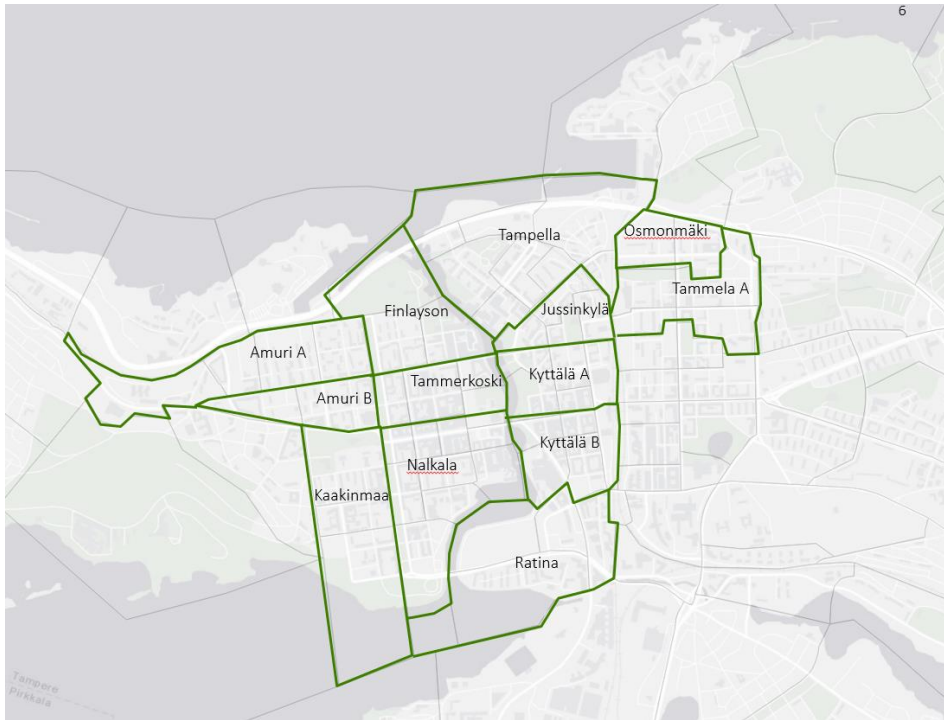 6
Osmonmäki
Tampella
Tammela A
Finlayson
Jussinkylä
Amuri A
Kyttälä A
Tammerkoski
Amuri B
Kyttälä B
Nalkala
Kaakinmaa
Ratina
Tampere
Pirkkala